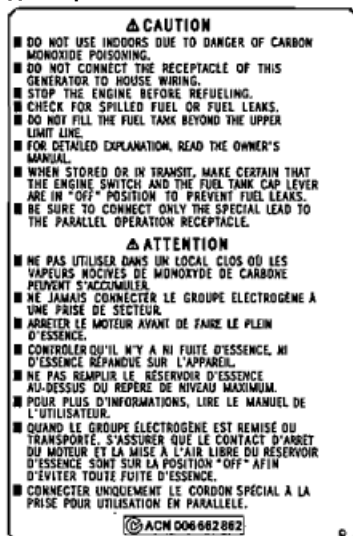 ⚠ CAUTION
■ DO NOT USE INDOORS DUE TO DANGER OF CARBON
MONOXIDE POISONING.
■ DO NOT CONNECT THE RECEPTACLE OF THIS
GENERATOR TO HOUSE WIRING.
■ STOP THE ENGINE BEFORE REFUELING.
■ CHECK FOR SPILLED FUEL OR FUEL LEAKS.
■ DO NOT FILL THE FUEL TANK BEYOND THE UPPER
LIMIT LINE.
■ FOR DETAILED EXPLANATION, READ THE OWNER'S
MANUAL.
■ WHEN STORED OR IN TRANSIT, MAKE CERTAIN THAT
THE ENGINE SWITCH AND THE FUEL TANK CAP LEVER
ARE IN "OFF" POSITION TO PREVENT FUEL LEAKS.
■ BE SURE TO CONNECT ONLY THE SPECIAL LEAD TO
THE PARALLEL OPERATION RECEPTACLE.
⚠ ATTENTION
■ NE PAS UTILISER DANS UN LOCAL CLOS OÙ LES
VAPEURS NOCIVES DE MONOXYDE DE CARBONE
PEUVENT S'ACCUMULER.
■ NE JAMAIS CONNECTER LE GROUPE ELECTROGENE À
UNE PRISE DE SECTEUR.
■ ARRETER LE MOTEUR AVANT DE FAIRE LE PLEIN
D'ESSENCE.
■ CONTROLER QU'IL N'Y A NI FUITE D'ESSENCE, NI
D'ESSENCE RÉPANDUE SUR L'APPAREIL.
■ NE PAS REMPLIR LE RÉSERVOIR D'ESSENCE
AU-DESSUS DU REPÈRE DE NIVEAU MAXIMUM.
■ POUR PLUS D'INFORMATIONS, LIRE LE MANUEL DE
L'UTILISATEUR.
■ QUAND LE GROUPE ÉLECTROGÈNE EST REMISÉ OU
TRANSPORTÉ, S'ASSURER QUE LE CONTACT D'ARRÊT
DU MOTEUR ET LA MISE À L'AIR LIBRE DU RÉSERVOIR
D'ESSENCE SONT SUR LA POSITION "OFF" AFIN
D'ÉVITER TOUTE FUITE D'ESSENCE.
■ CONNECTER UNIQUEMENT LE CORDON SPÉCIAL À LA
PRISE POUR UTILISATION EN PARALLELE.
ACN 006662862